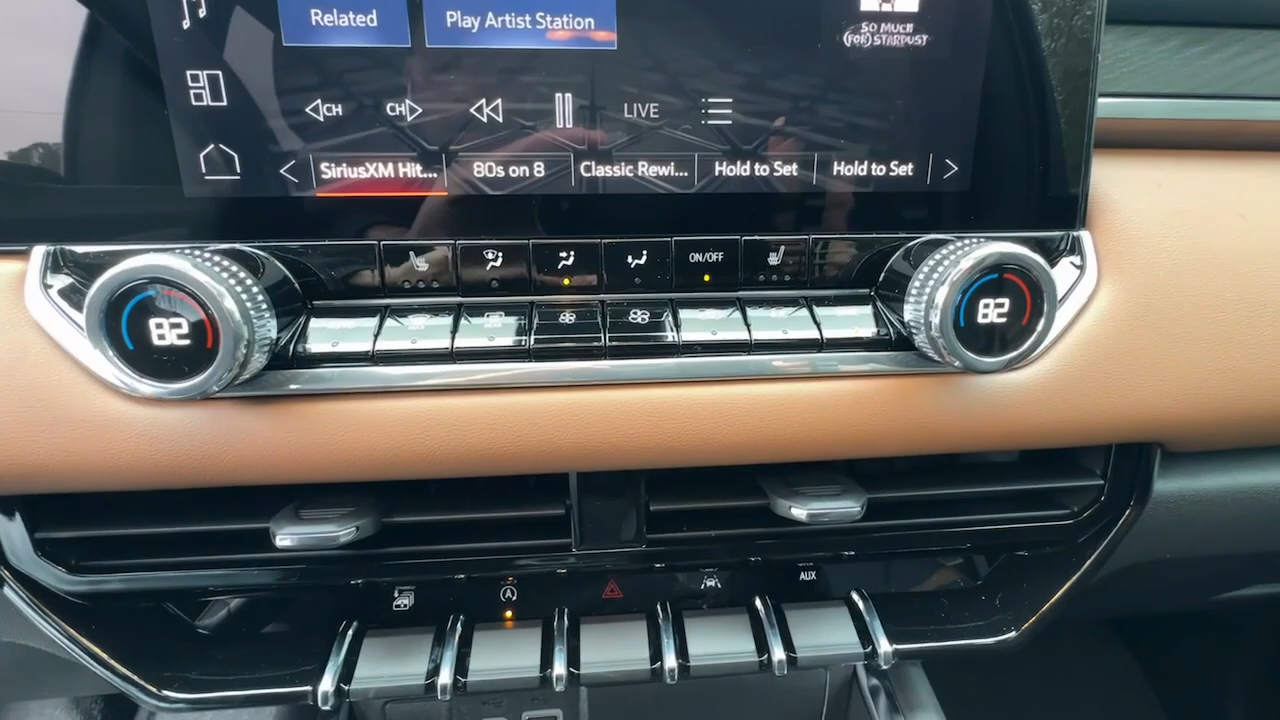 Related
Play Artist Station
SO MUCH
(FOR) STARDUST
CH
CH
LIVE
SiriusXM Hit...
80s on 8
Classic Rewi...
Hold to Set
Hold to Set
ON/OFF
82
82
A
AUX